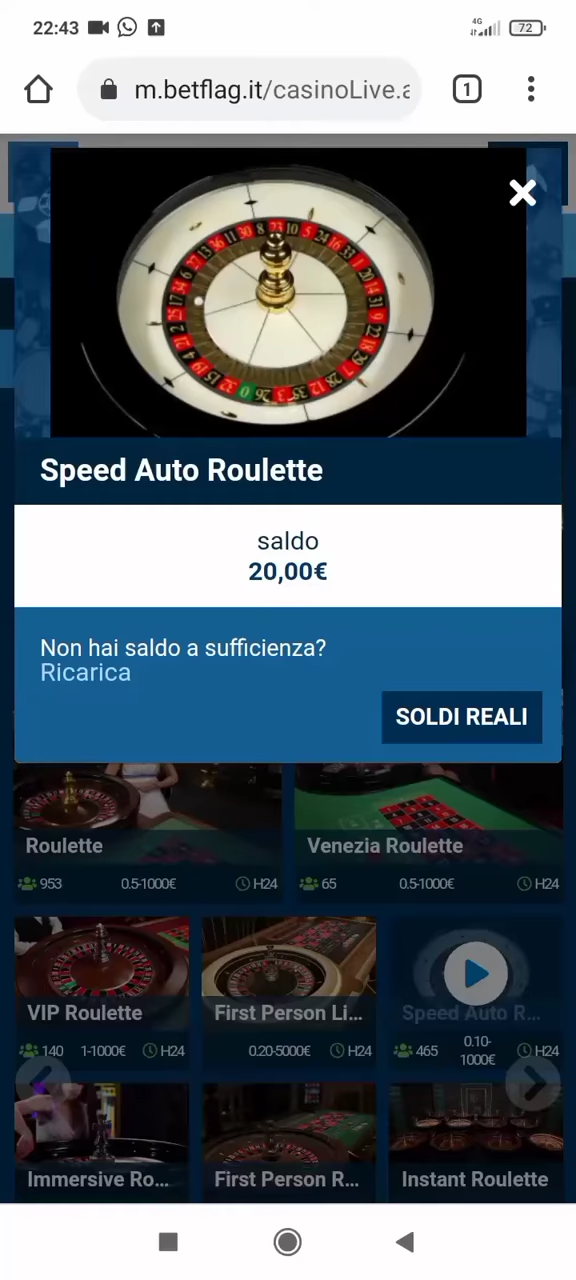 22:43
4G
72
1
m.betflag.it/casinoLive.a
Speed Auto Roulette
saldo
20,00€
Non hai saldo a sufficienza?
Ricarica
SOLDI REALI
Roulette
Venezia Roulette
953 0.5-1000€ H24
65 0.5-1000€ H24
VIP Roulette
First Person Li...
Speed Auto R...
140 1-1000€ H24
0.20-5000€ H24
465 0.10-
1000€ H24
Immersive Ro...
First Person R...
Instant Roulette